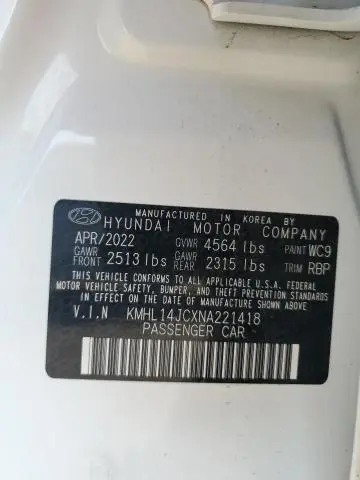 MANUFACTURED IN KOREA BY
HYUNDAI MOTOR COMPANY
APR/2022 GVWR 4564 lbs PAINT WC9
GAWR FRONT 2513 lbs GAWR REAR 2315 lbs TRIM RBP
THIS VEHICLE CONFORMS TO ALL APPLICABLE U.S.A. FEDERAL
MOTOR VEHICLE SAFETY, BUMPER, AND THEFT PREVENTION
STANDARDS IN EFFECT ON THE DATE OF MANUFACTURE SHOWN ABOVE.
V.I.N KMHL14JCXNA221418
PASSENGER CAR